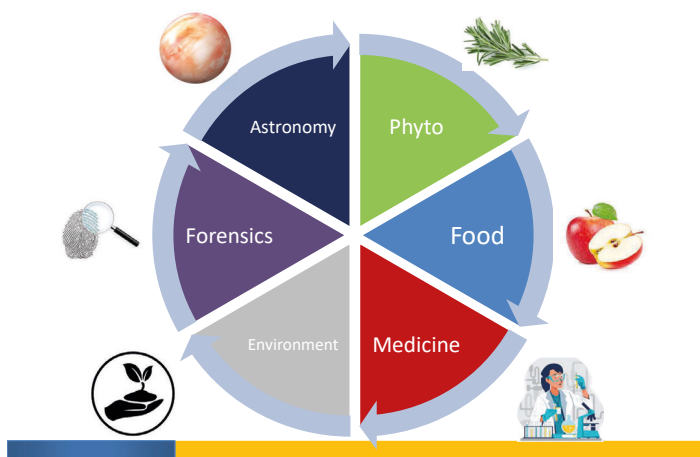 Astronomy
Phyto
Forensics
Food
Environment
Medicine